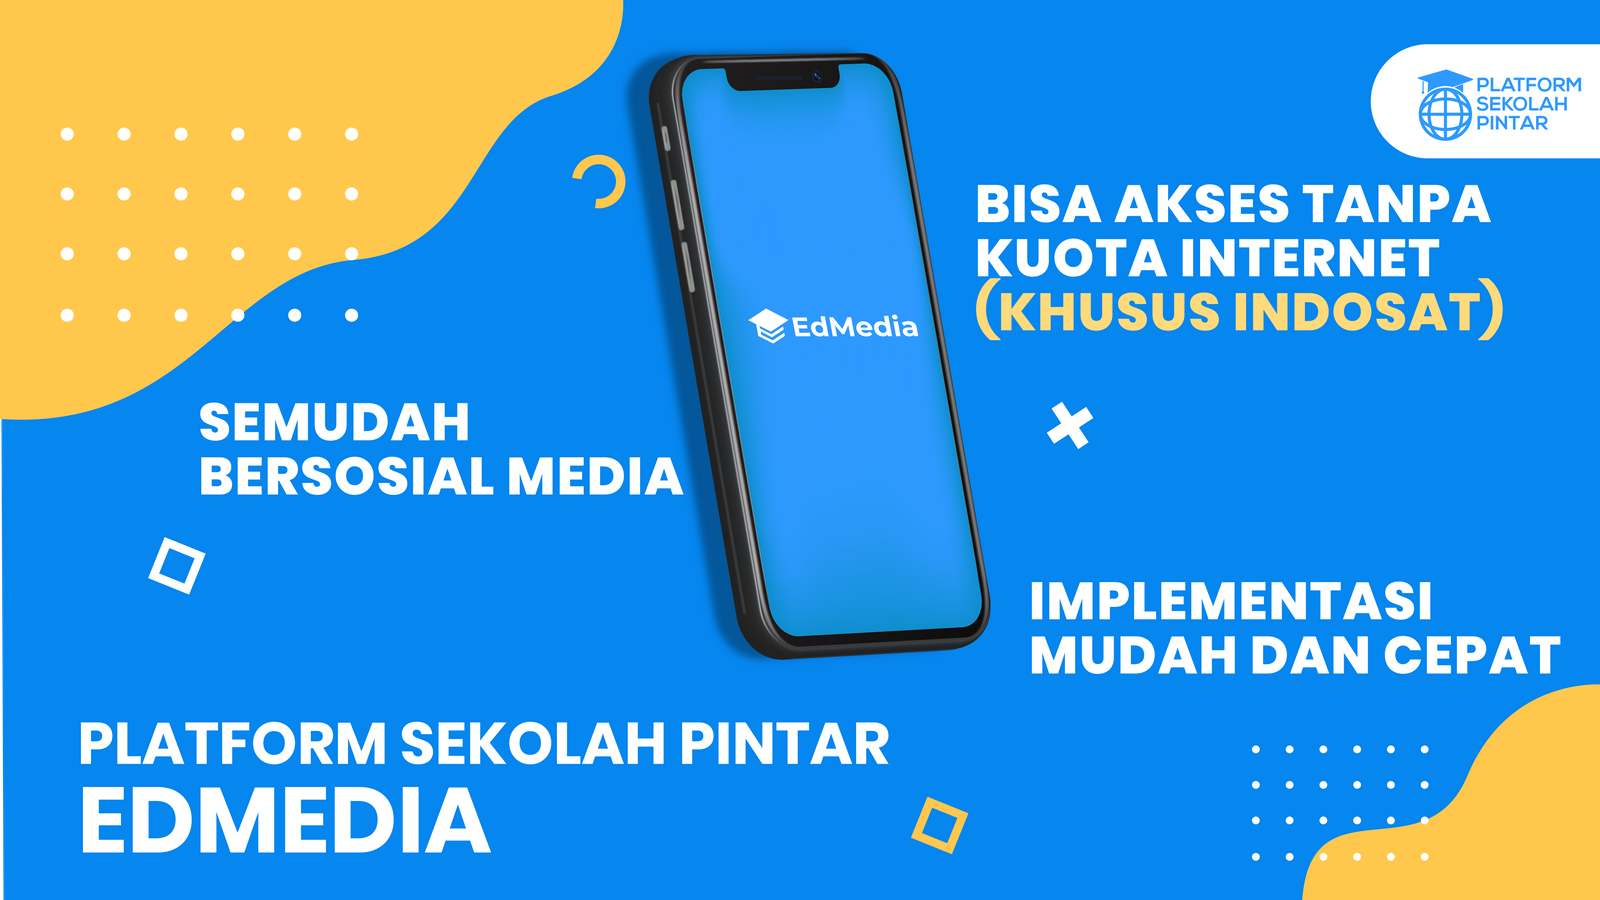 PLATFORM
SEKOLAH
PINTAR
BISA AKSES TANPA
KUOTA INTERNET
(KHUSUS INDOSAT)
EdMedia
SEMUDAH
BERSOSIAL MEDIA
IMPLEMENTASI
MUDAH DAN CEPAT
PLATFORM SEKOLAH PINTAR
EDMEDIA